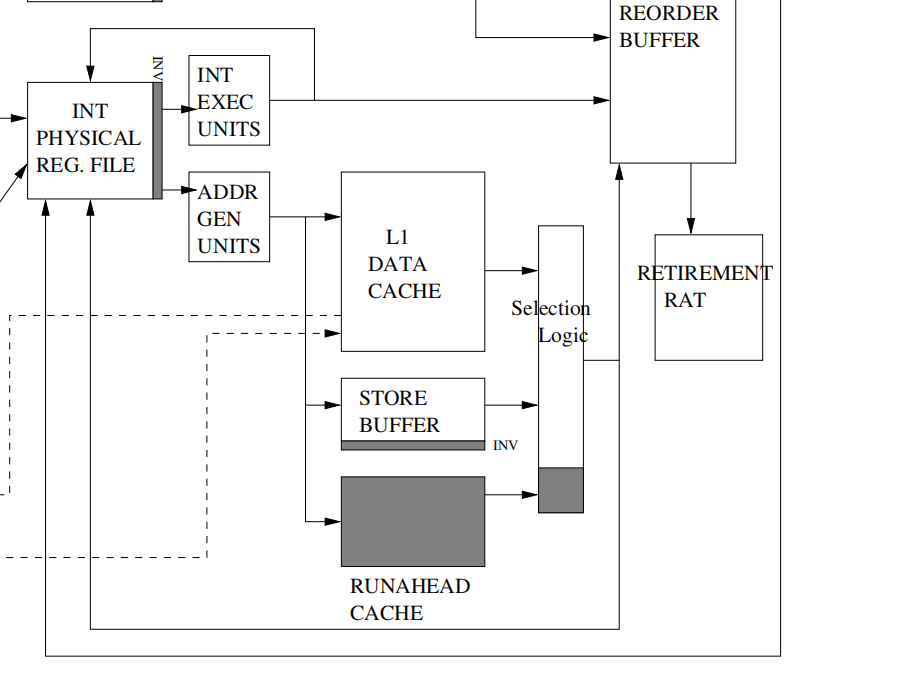 REORDER
BUFFER
INV
INT
EXEC
UNITS
INT
PHYSICAL
REG. FILE
ADDR
GEN
UNITS
L1
DATA
CACHE
RETIREMENT
RAT
Selection
Logic
STORE
BUFFER
INV
RUNAHEAD
CACHE